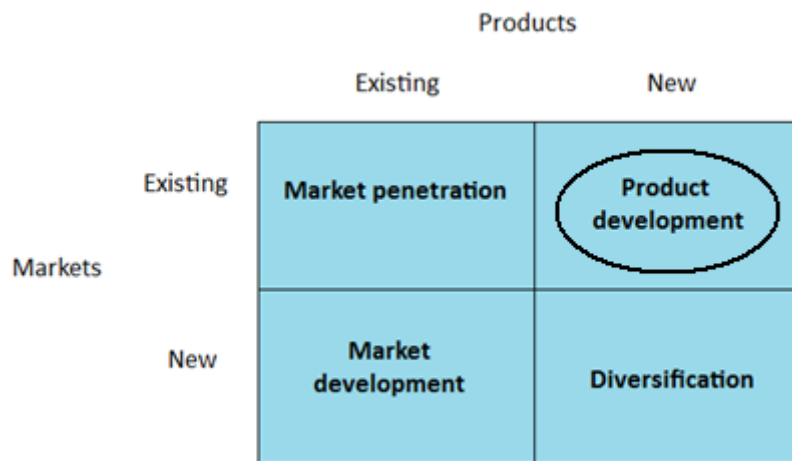 Products
Existing
New
Existing
Market penetration
Product
development
Markets
New
Market
development
Diversification